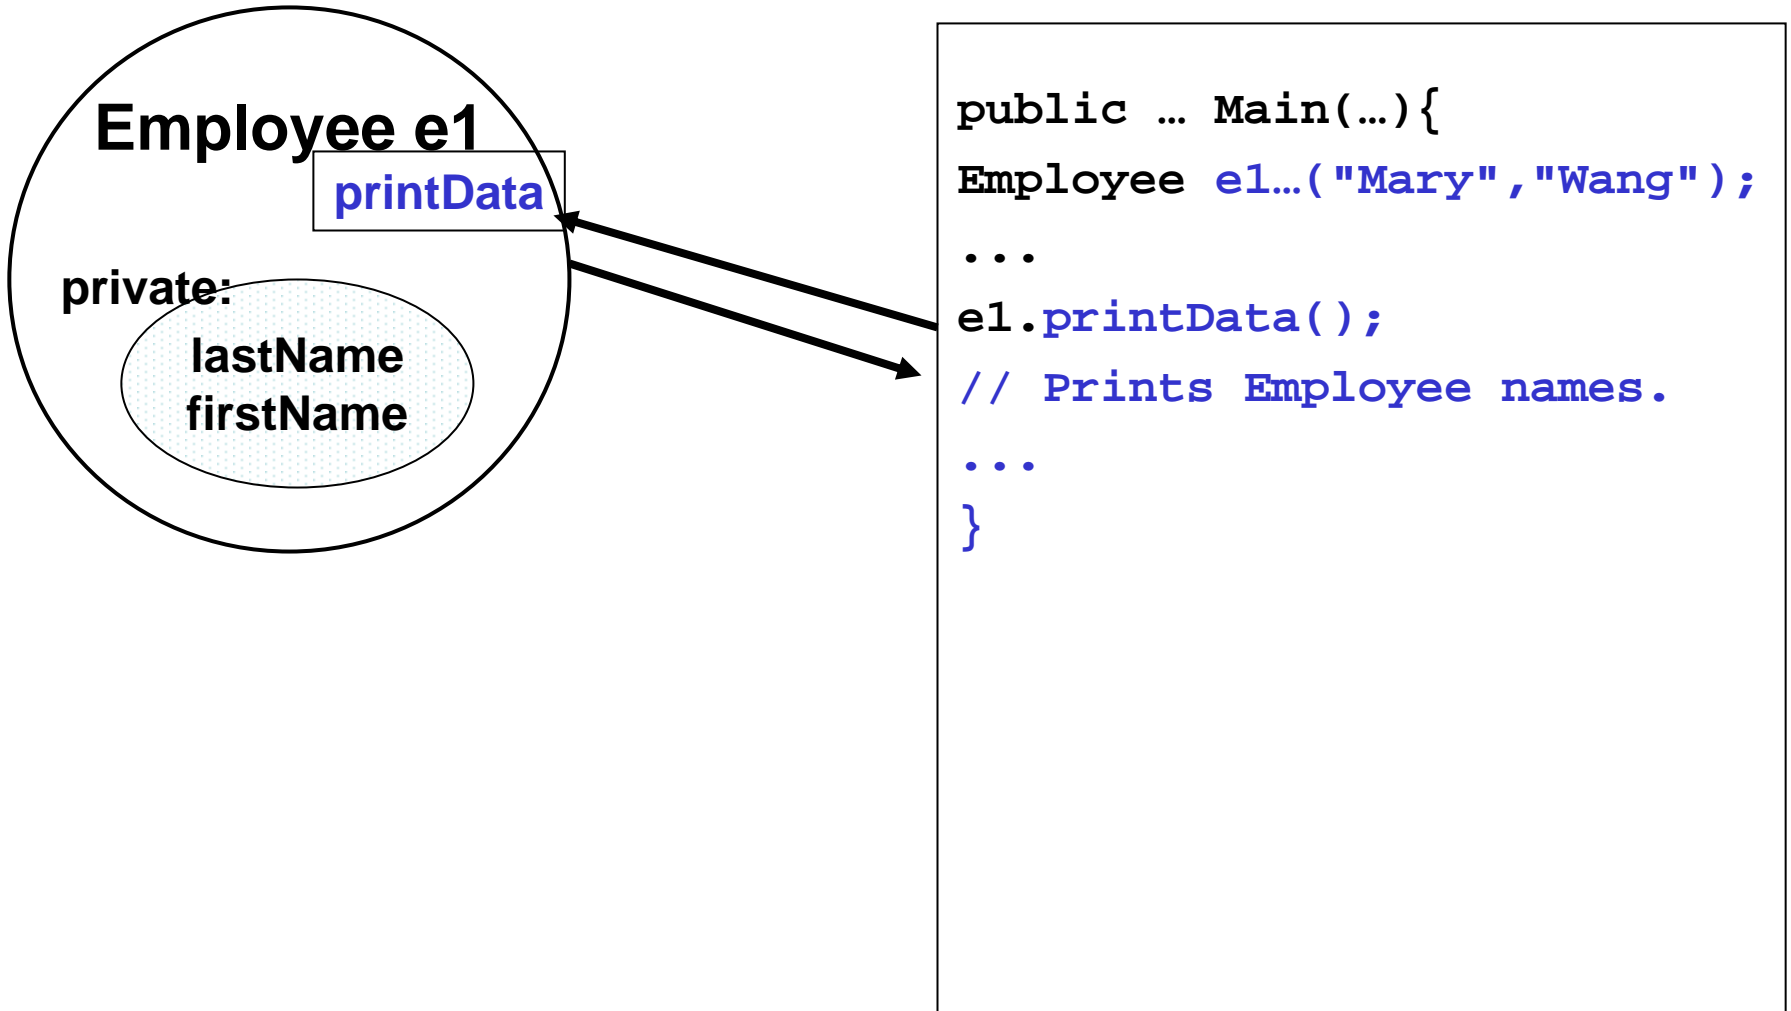 Employee e1
printData
private:
lastName
firstName
public … Main(…){
Employee e1…("Mary","Wang");
...
e1.printData();
// Prints Employee names.
...
}